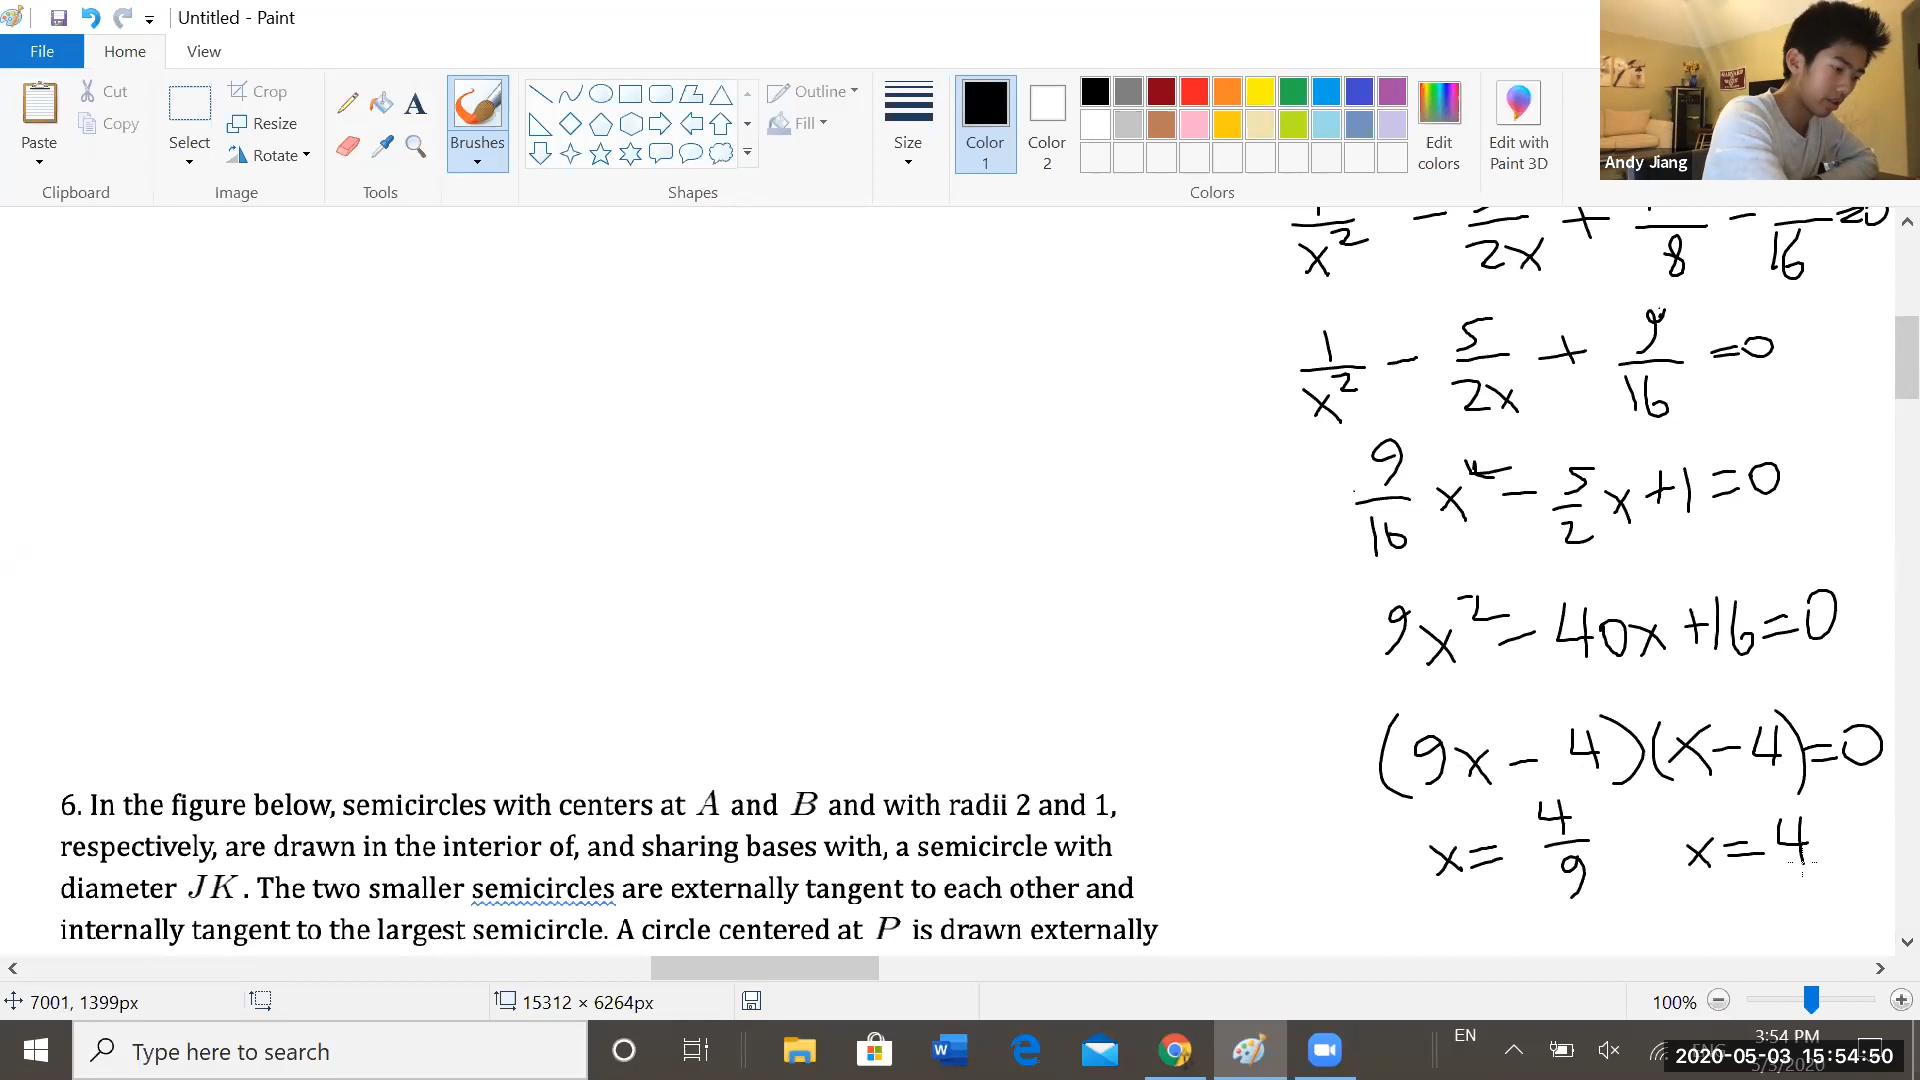 Untitled - Paint
File Home View
Paste
Cut
Copy
Clipboard
Select
Crop
Resize
Rotate
Image
Tools
Brushes
Shapes
Outline
Fill
Size
Color 1
Color 2
Colors
Edit colors
Edit with Paint 3D
Andy Jiang
x² 2x + 8 - 16 =0
1/x² - 5/2x + 9/16 =0
9/16 x² - 5/2 x+1=0
9x² - 40x+16=0
(9x - 4)(x-4)=0
x= 4/9 x=4
6. In the figure below, semicircles with centers at A and B and with radii 2 and 1,
respectively, are drawn in the interior of, and sharing bases with, a semicircle with
diameter JK. The two smaller semicircles are externally tangent to each other and
internally tangent to the largest semicircle. A circle centered at P is drawn externally
7001, 1399px
15312 × 6264px
100%
Type here to search
EN
3:54 PM
2020-05-03 15:54:50